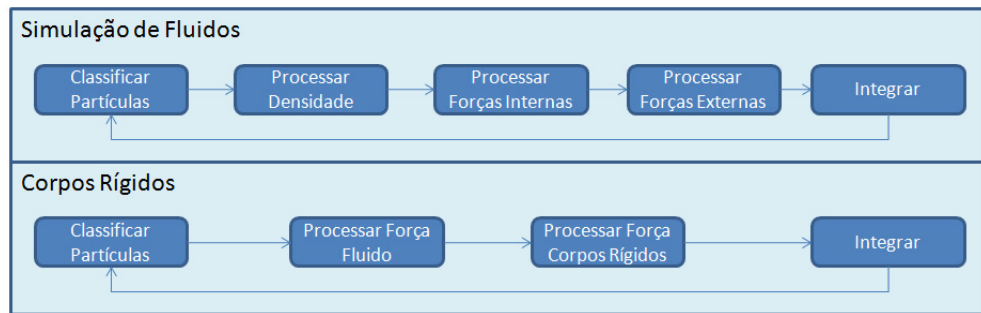 Simulação de Fluidos
Classificar
Partículas
Processar
Densidade
Processar
Forças Internas
Processar
Forças Externas
Integrar
Corpos Rígidos
Classificar
Partículas
Processar Força
Fluido
Processar Força
Corpos Rígidos
Integrar